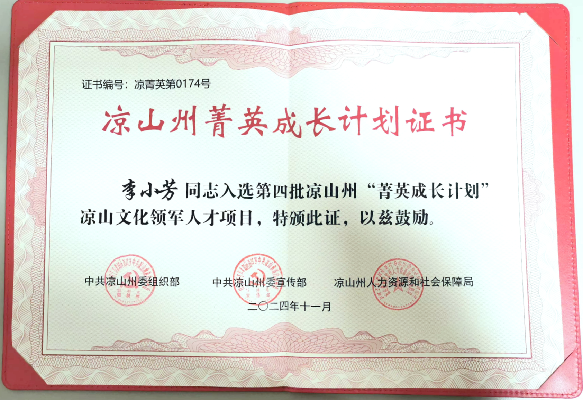 证书编号：凉菁英第0174号
凉山州菁英成长计划证书
李小芳 同志入选第四批凉山州“菁英成长计划”
凉山文化领军人才项目，特颁此证，以兹鼓励。
中共凉山州委组织部 中共凉山州委宣传部 凉山州人力资源和社会保障局
二〇二四年十一月